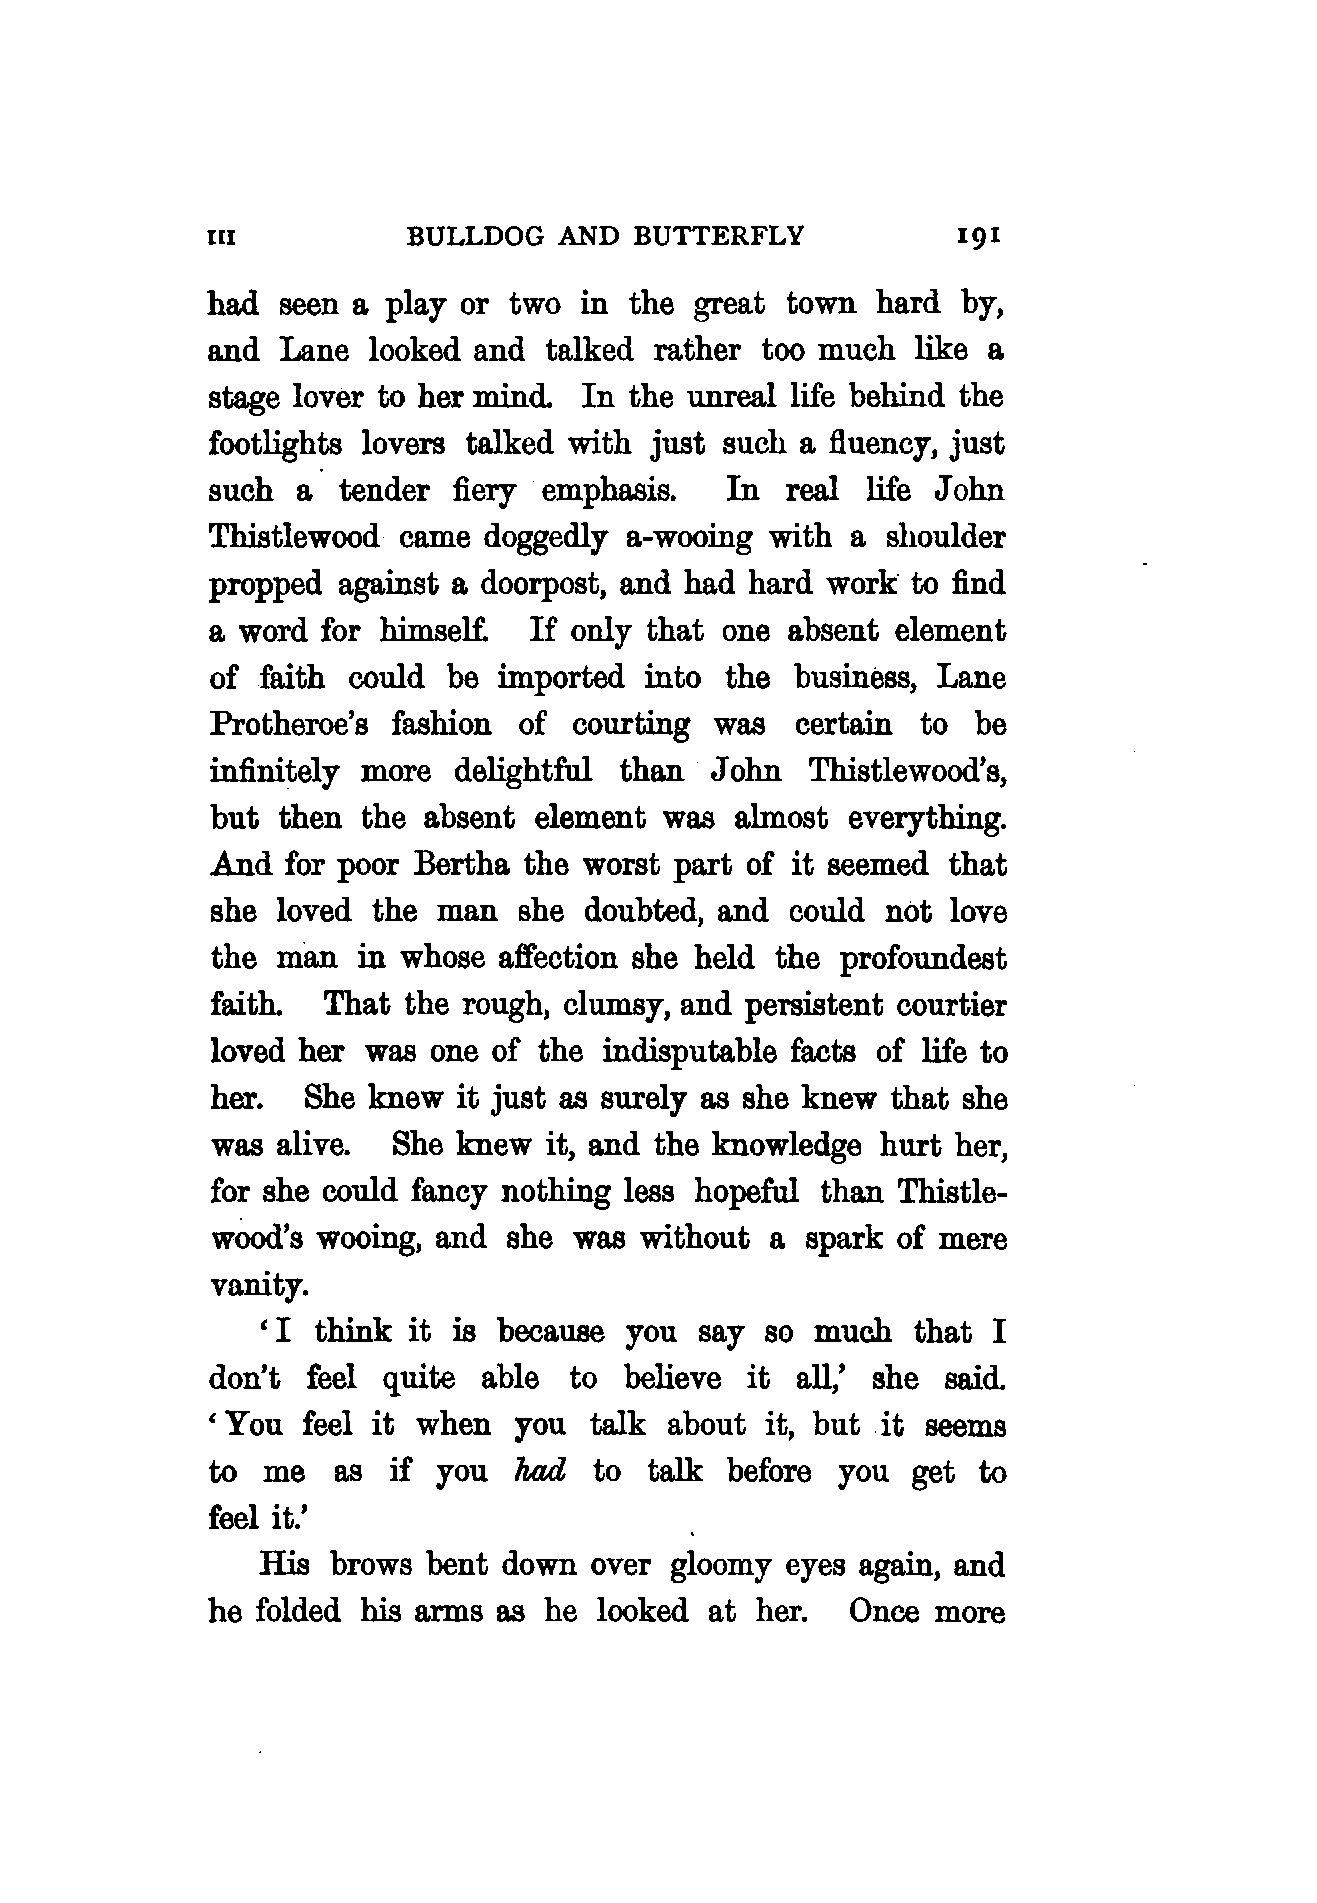 III BULLDOG AND BUTTERFLY 191
had seen a play or two in the great town hard by,
and Lane looked and talked rather too much like a
stage lover to her mind. In the unreal life behind the
footlights lovers talked with just such a fluency, just
such a tender fiery emphasis. In real life John
Thistlewood came doggedly a-wooing with a shoulder
propped against a doorpost, and had hard work to find
a word for himself. If only that one absent element
of faith could be imported into the business, Lane
Protheroe's fashion of courting was certain to be
infinitely more delightful than John Thistlewood's,
but then the absent element was almost everything.
And for poor Bertha the worst part of it seemed that
she loved the man she doubted, and could not love
the man in whose affection she held the profoundest
faith. That the rough, clumsy, and persistent courtier
loved her was one of the indisputable facts of life to
her. She knew it just as surely as she knew that she
was alive. She knew it, and the knowledge hurt her,
for she could fancy nothing less hopeful than Thistle-
wood's wooing, and she was without a spark of mere
vanity.
‘I think it is because you say so much that I
don't feel quite able to believe it all,’ she said.
‘You feel it when you talk about it, but it seems
to me as if you had to talk before you get to
feel it.’
His brows bent down over gloomy eyes again, and
he folded his arms as he looked at her. Once more